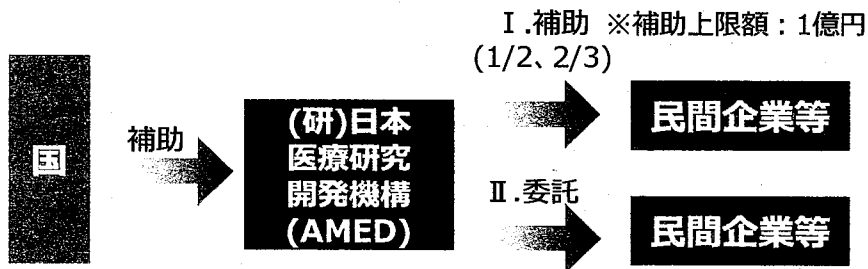 Ⅰ.補助 ※補助上限額：1億円
(1/2、2/3)
国
補助
(研)日本
医療研究
開発機構
(AMED)
民間企業等
Ⅱ.委託
民間企業等